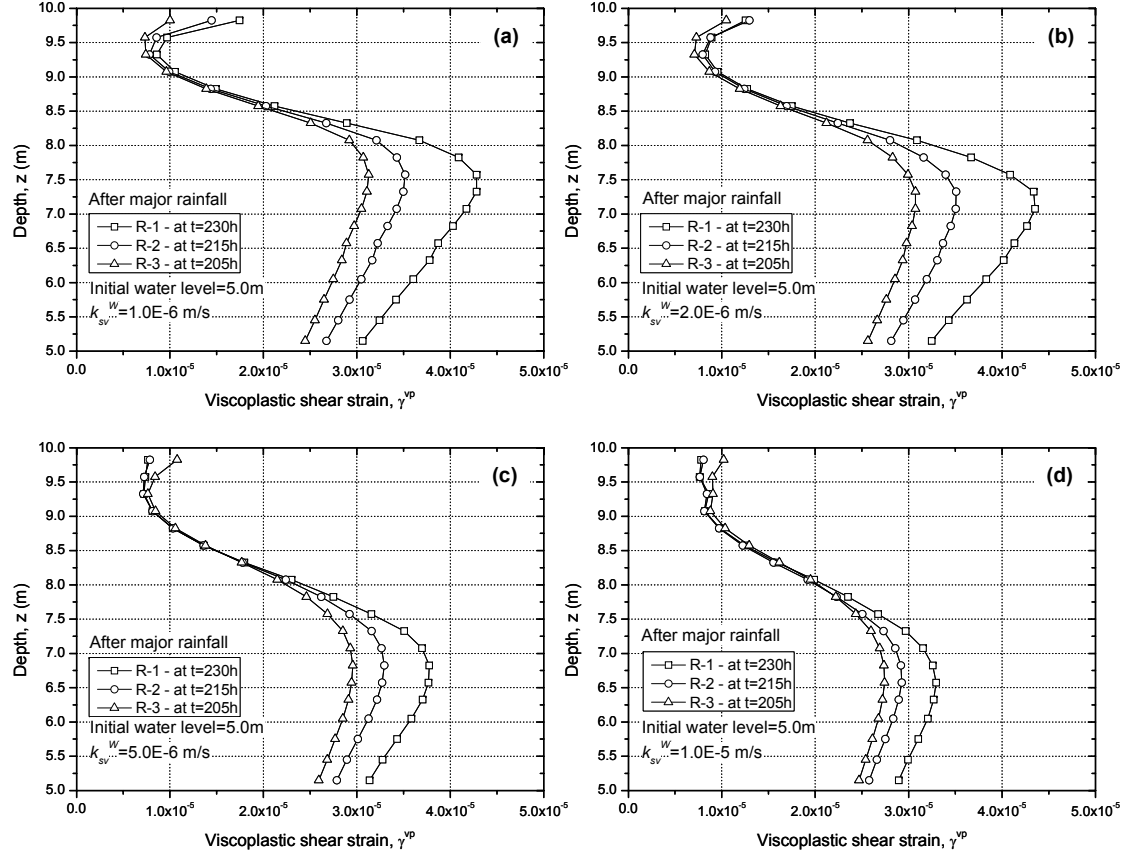 (a)
10.0
9.5
9.0
8.5
8.0
7.5
7.0
6.5
6.0
5.5
5.0
Depth, z (m)
After major rainfall
R-1 - at t=230h
R-2 - at t=215h
R-3 - at t=205h
Initial water level=5.0m
k_sv^W=1.0E-6 m/s
0.0 1.0x10^-5 2.0x10^-5 3.0x10^-5 4.0x10^-5 5.0x10^-5
Viscoplastic shear strain, γ^vp
(b)
10.0
9.5
9.0
8.5
8.0
7.5
7.0
6.5
6.0
5.5
5.0
Depth, z (m)
After major rainfall
R-1 - at t=230h
R-2 - at t=215h
R-3 - at t=205h
Initial water level=5.0m
k_sv^W=2.0E-6 m/s
0.0 1.0x10^-5 2.0x10^-5 3.0x10^-5 4.0x10^-5 5.0x10^-5
Viscoplastic shear strain, γ^vp
(c)
10.0
9.5
9.0
8.5
8.0
7.5
7.0
6.5
6.0
5.5
5.0
Depth, z (m)
After major rainfall
R-1 - at t=230h
R-2 - at t=215h
R-3 - at t=205h
Initial water level=5.0m
k_sv^W=5.0E-6 m/s
0.0 1.0x10^-5 2.0x10^-5 3.0x10^-5 4.0x10^-5 5.0x10^-5
Viscoplastic shear strain, γ^vp
(d)
10.0
9.5
9.0
8.5
8.0
7.5
7.0
6.5
6.0
5.5
5.0
Depth, z (m)
After major rainfall
R-1 - at t=230h
R-2 - at t=215h
R-3 - at t=205h
Initial water level=5.0m
k_sv^W=1.0E-5 m/s
0.0 1.0x10^-5 2.0x10^-5 3.0x10^-5 4.0x10^-5 5.0x10^-5
Viscoplastic shear strain, γ^vp